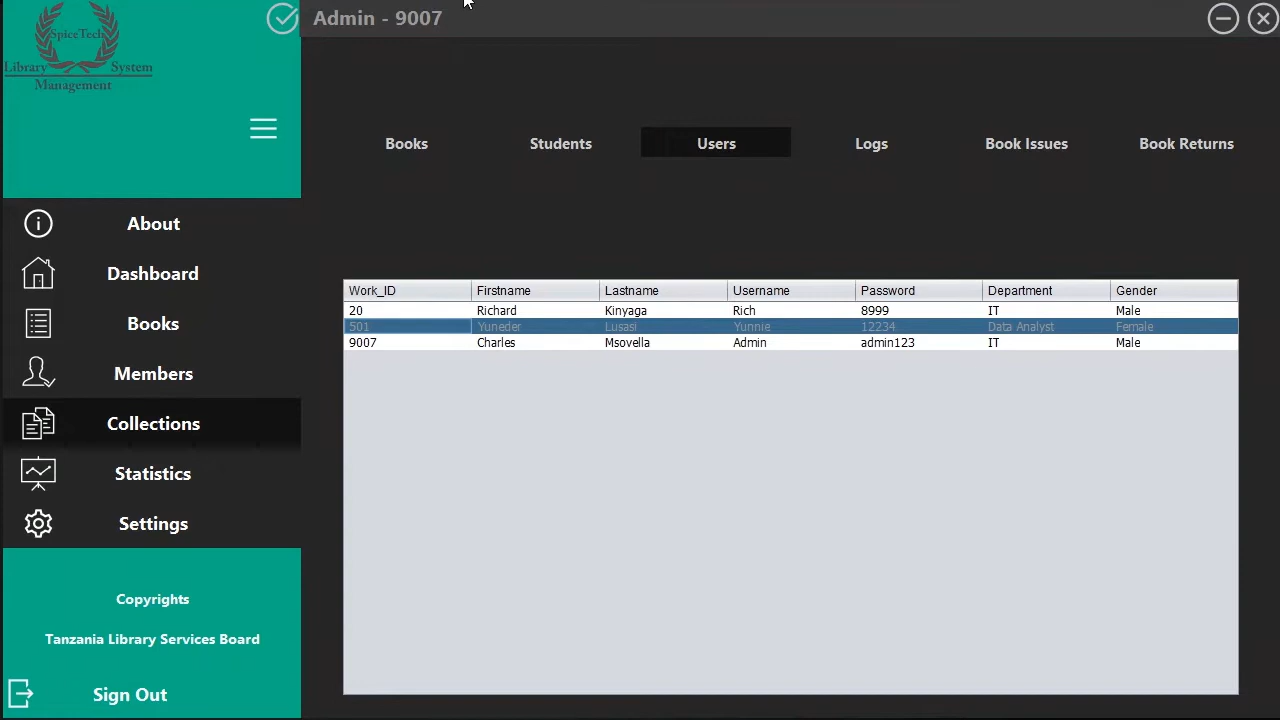 SpiceTech
Library System
Management
Admin - 9007
Books Students Users Logs Book Issues Book Returns
About
Dashboard
Books
Members
Collections
Statistics
Settings
Work_ID Firstname Lastname Username Password Department Gender
20 Richard Kinyaga Rich 8999 IT Male
501 Yuneder Lusasi Yunnie 12234 Data Analyst Female
9007 Charles Msovella Admin admin123 IT Male
Copyrights
Tanzania Library Services Board
Sign Out